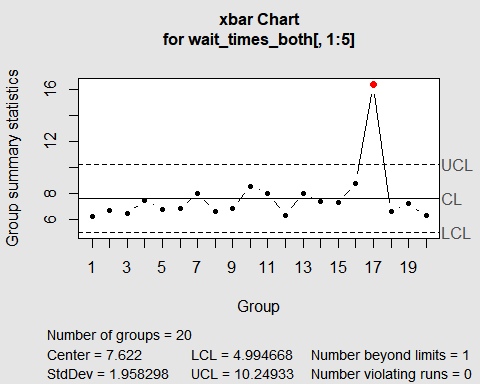 xbar Chart
for wait_times_both[, 1:5]
Group summary statistics
16
12
8
6
UCL
CL
LCL
1 3 5 7 9 11 13 15 17 19
Group
Number of groups = 20
Center = 7.622 LCL = 4.994668 Number beyond limits = 1
StdDev = 1.958298 UCL = 10.24933 Number violating runs = 0